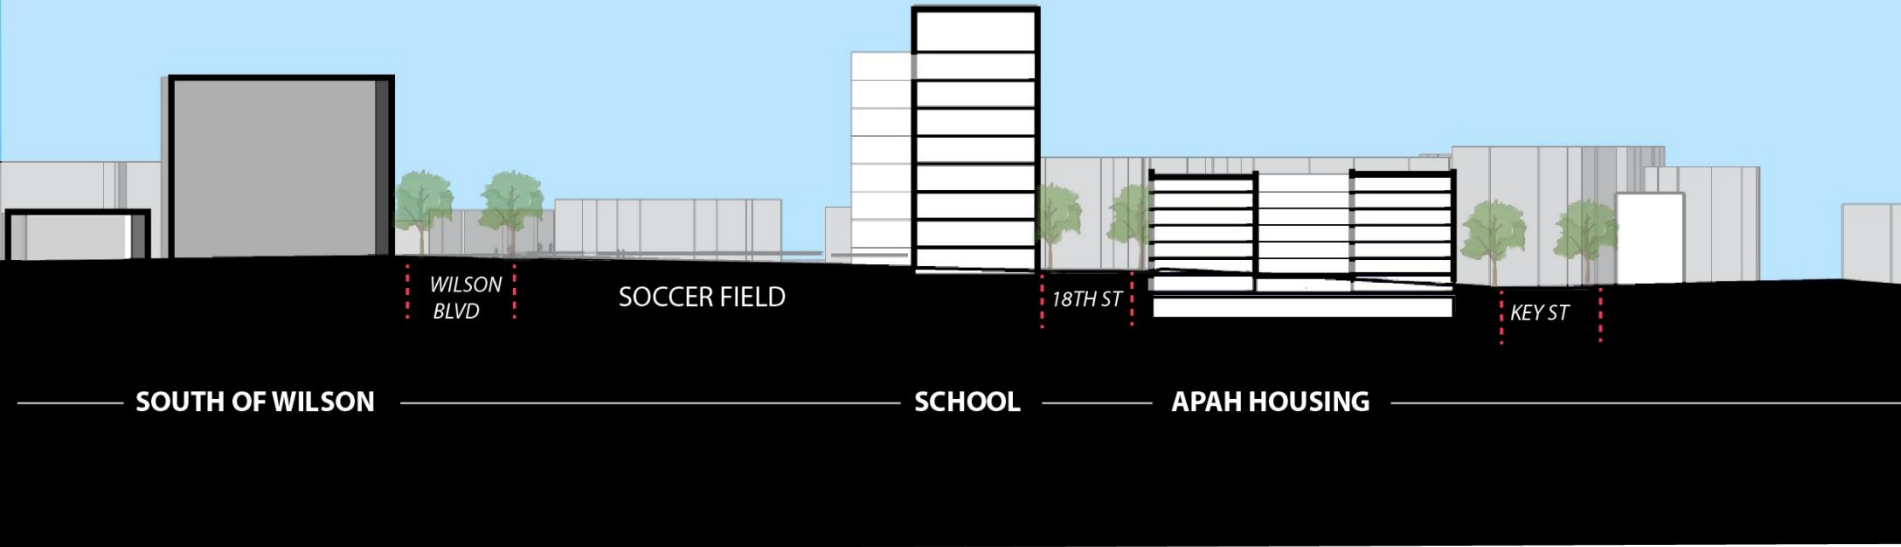 WILSON
BLVD
SOCCER FIELD
18TH ST
KEY ST
SOUTH OF WILSON
SCHOOL
APAH HOUSING